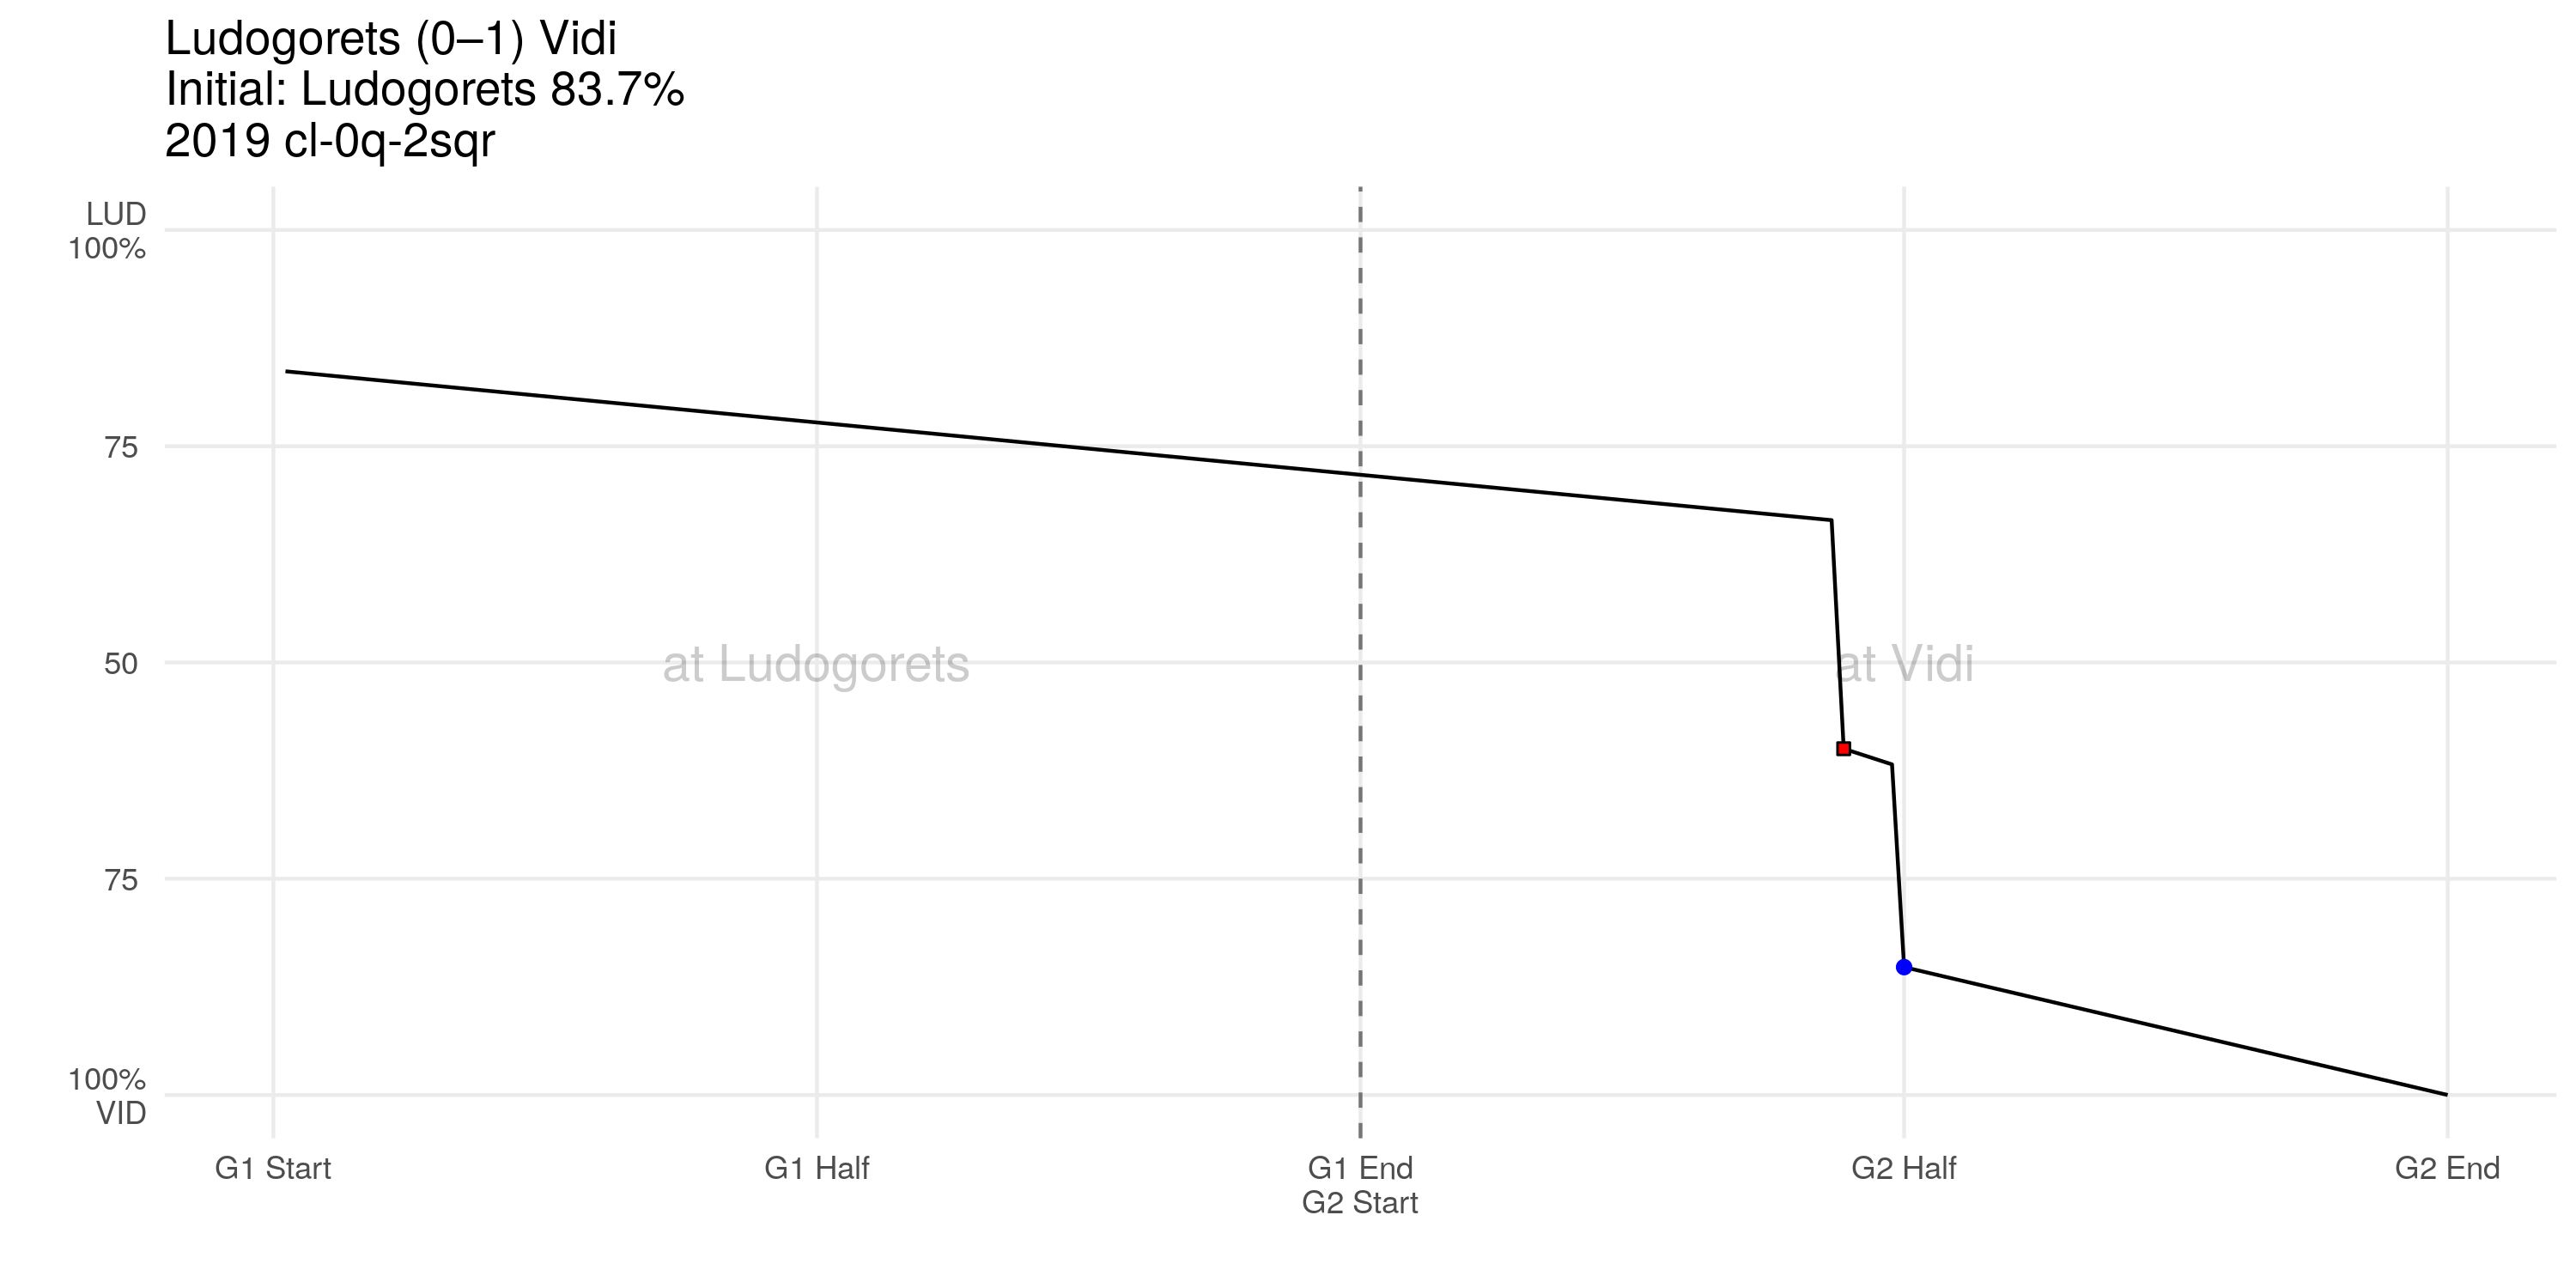 Ludogorets (0–1) Vidi
Initial: Ludogorets 83.7%
2019 cl-0q-2sqr
LUD
100%
75
50
75
100%
VID
at Ludogorets
at Vidi
G1 Start
G1 Half
G1 End
G2 Start
G2 Half
G2 End